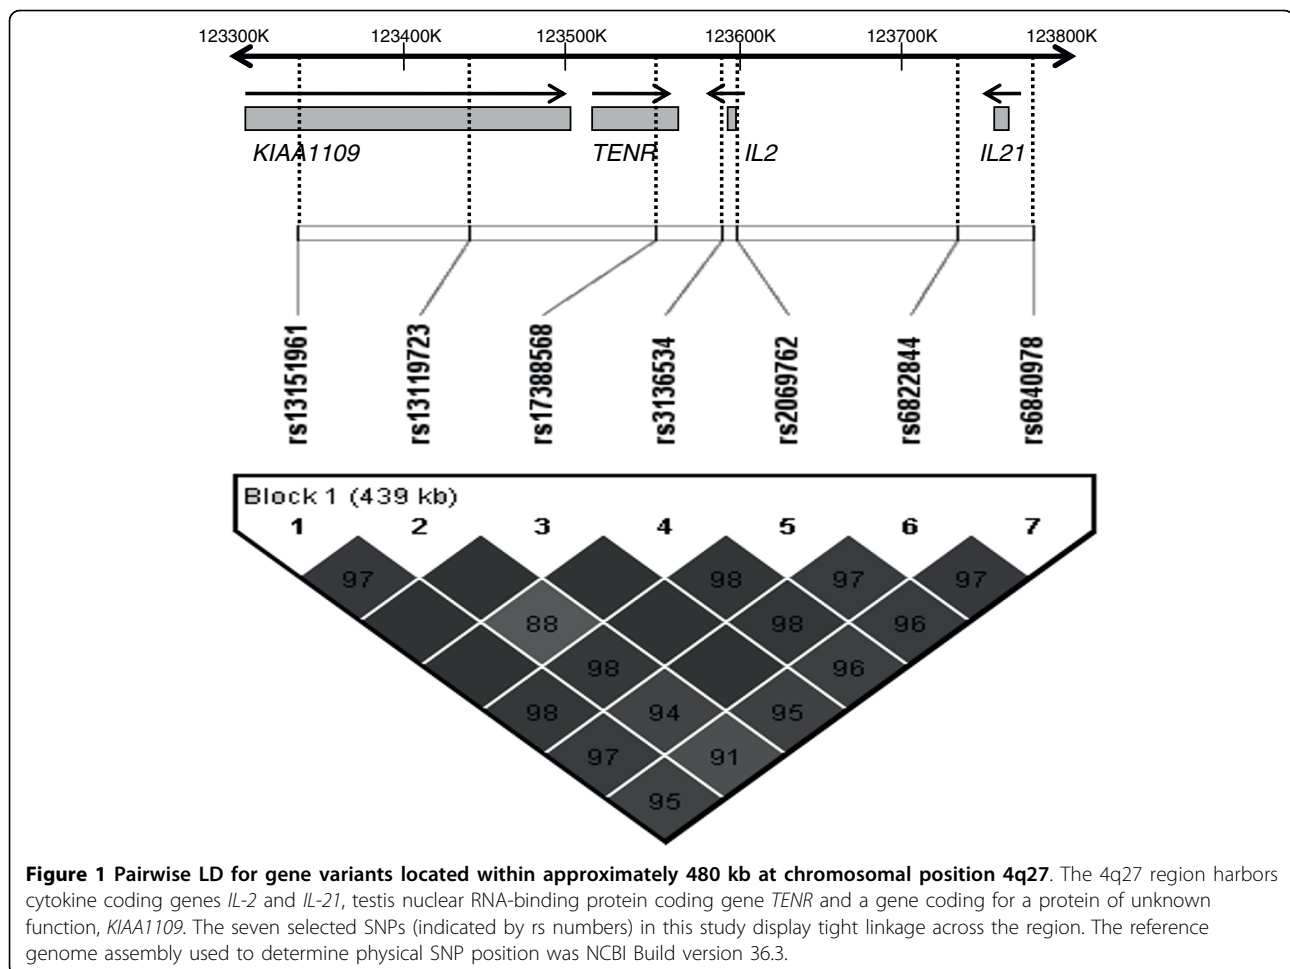 123300K 123400K 123500K 123600K 123700K 123800K
KIAA1109 TENR IL2 IL21
rs13151961 rs13119723 rs17388568 rs3136534 rs2069762 rs6822844 rs6840978
Block 1 (439 kb)
1 2 3 4 5 6 7
97 98 97 97
88 98 96
98 96
98 94 95
97 91
95
Figure 1 Pairwise LD for gene variants located within approximately 480 kb at chromosomal position 4q27. The 4q27 region harbors
cytokine coding genes IL-2 and IL-21, testis nuclear RNA-binding protein coding gene TENR and a gene coding for a protein of unknown
function, KIAA1109. The seven selected SNPs (indicated by rs numbers) in this study display tight linkage across the region. The reference
genome assembly used to determine physical SNP position was NCBI Build version 36.3.